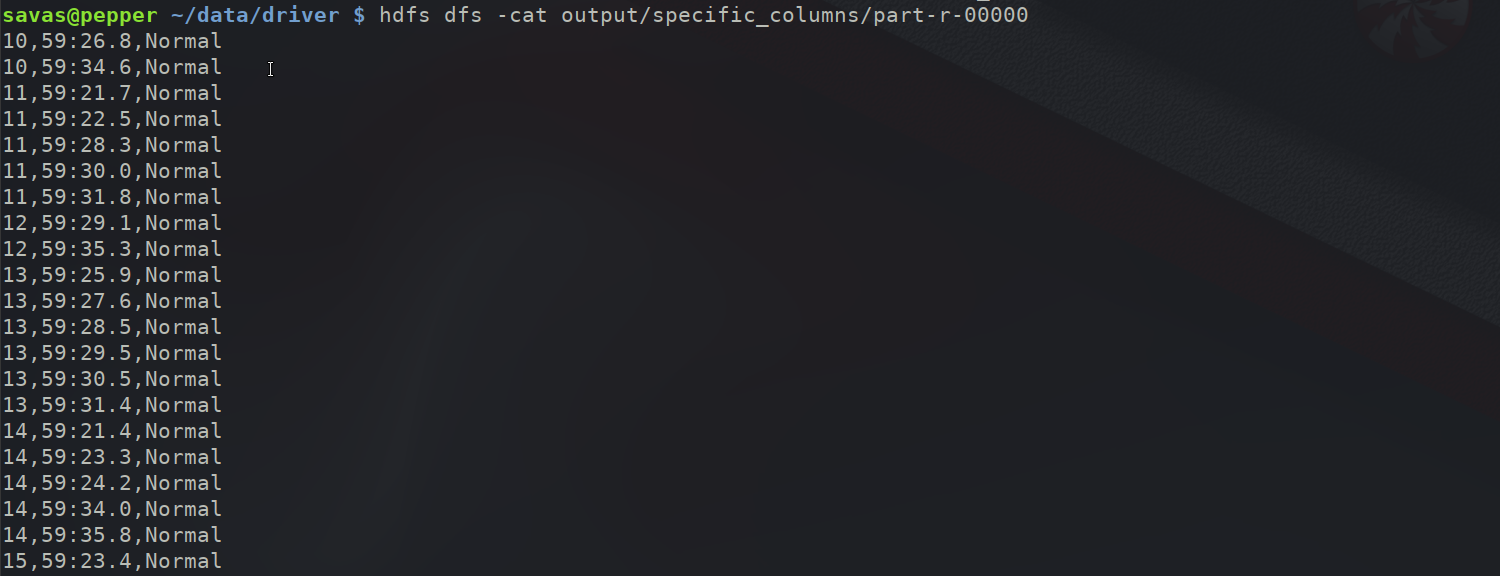 savas@pepper ~/data/driver $ hdfs dfs -cat output/specific_columns/part-r-00000
10,59:26.8,Normal
10,59:34.6,Normal
11,59:21.7,Normal
11,59:22.5,Normal
11,59:28.3,Normal
11,59:30.0,Normal
11,59:31.8,Normal
12,59:29.1,Normal
12,59:35.3,Normal
13,59:25.9,Normal
13,59:27.6,Normal
13,59:28.5,Normal
13,59:29.5,Normal
13,59:30.5,Normal
13,59:31.4,Normal
14,59:21.4,Normal
14,59:23.3,Normal
14,59:24.2,Normal
14,59:34.0,Normal
14,59:35.8,Normal
15,59:23.4,Normal